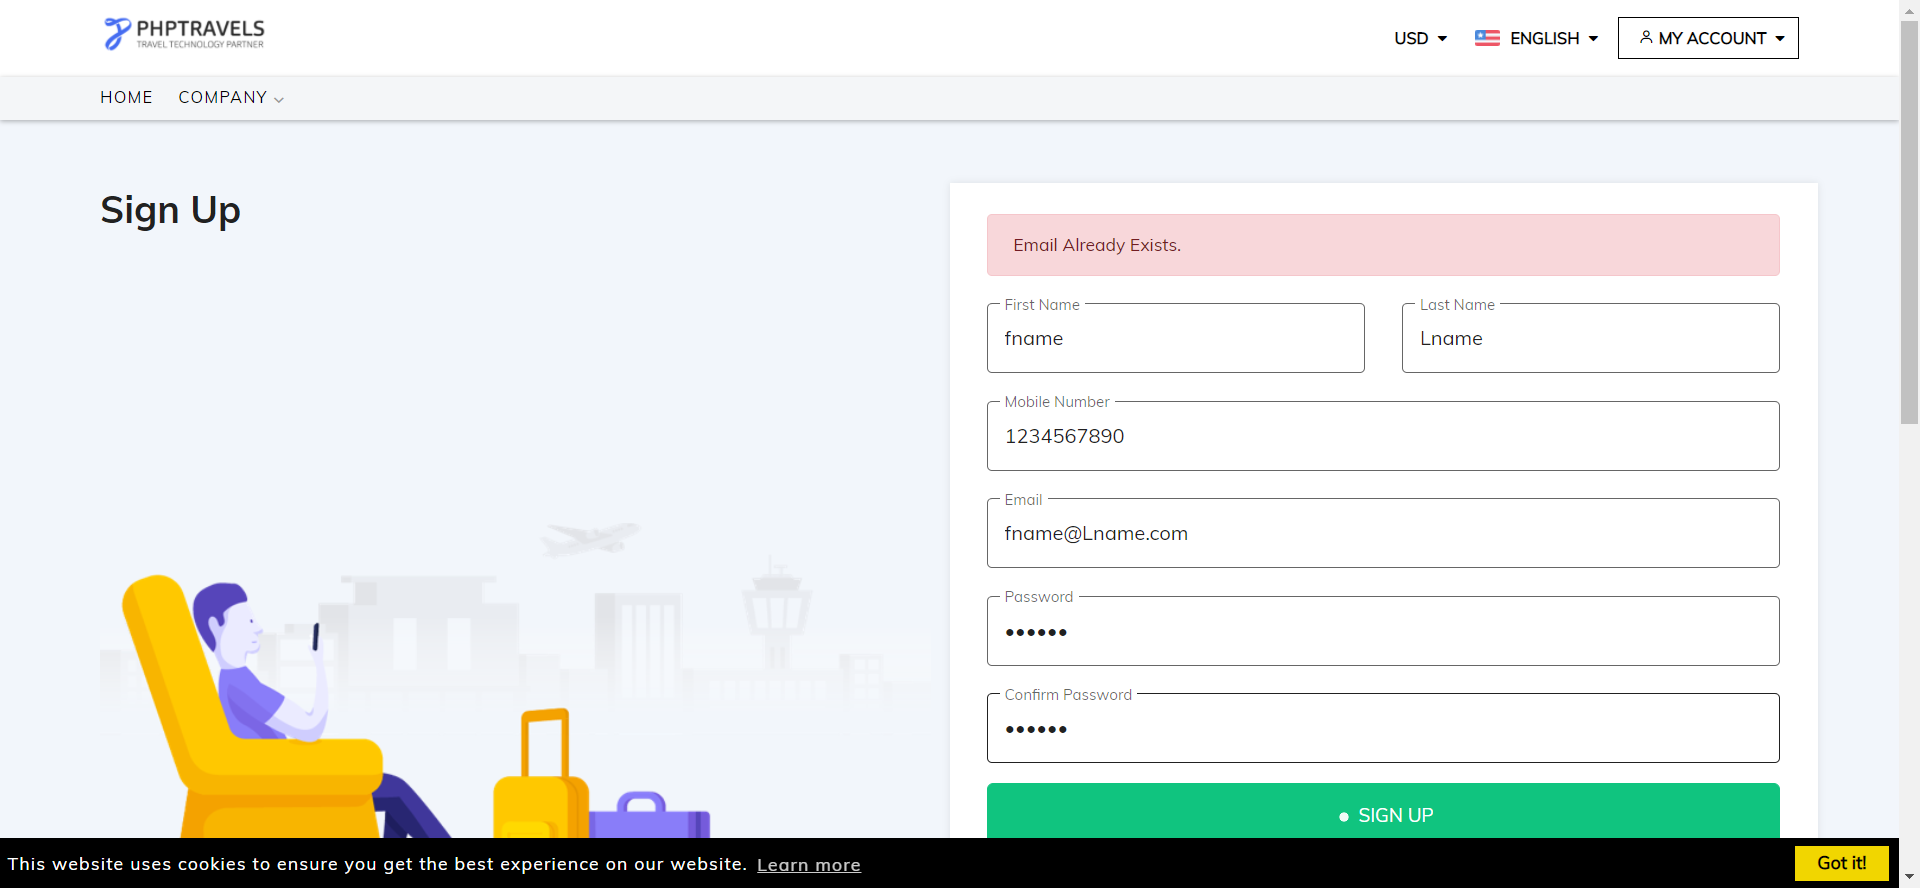 PHPTRAVELS
TRAVEL TECHNOLOGY PARTNER
USD
ENGLISH
MY ACCOUNT
HOME
COMPANY
Sign Up
Email Already Exists.
First Name
fname
Last Name
Lname
Mobile Number
1234567890
Email
fname@Lname.com
Password
••••••
Confirm Password
••••••
SIGN UP
This website uses cookies to ensure you get the best experience on our website. Learn more
Got it!